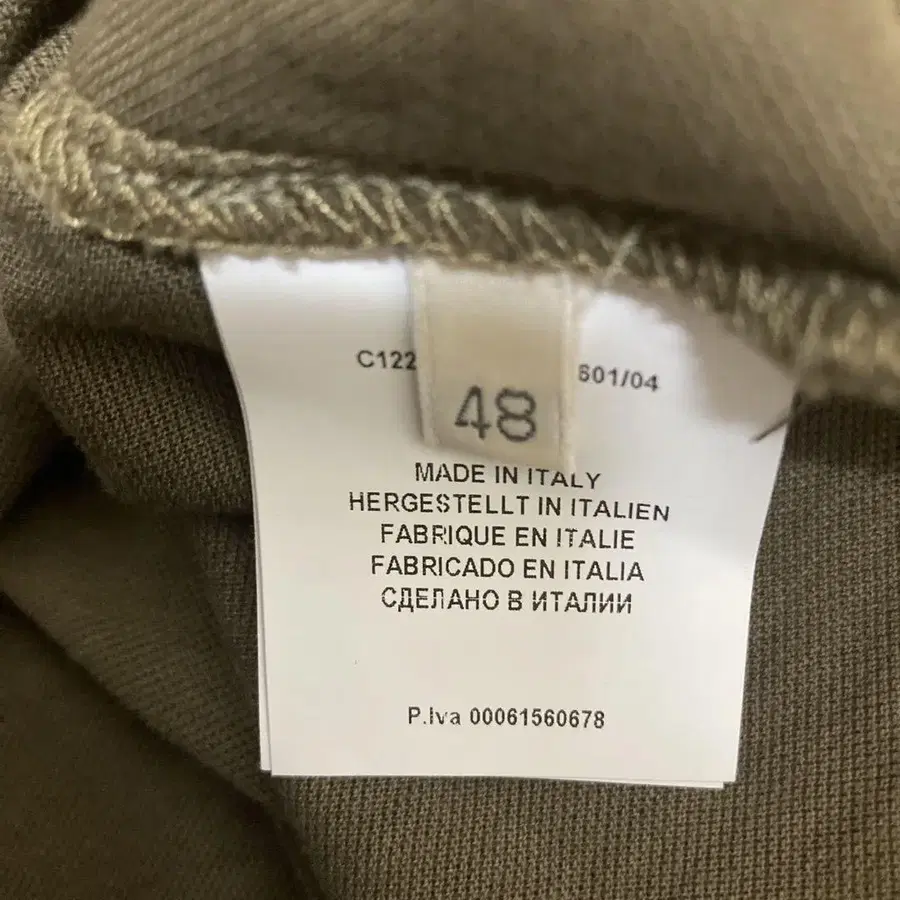 C122 601/04
48
MADE IN ITALY
HERGESTELLT IN ITALIEN
FABRIQUE EN ITALIE
FABRICADO EN ITALIA
СДЕЛАНО В ИТАЛИИ
P.Iva 00061560678